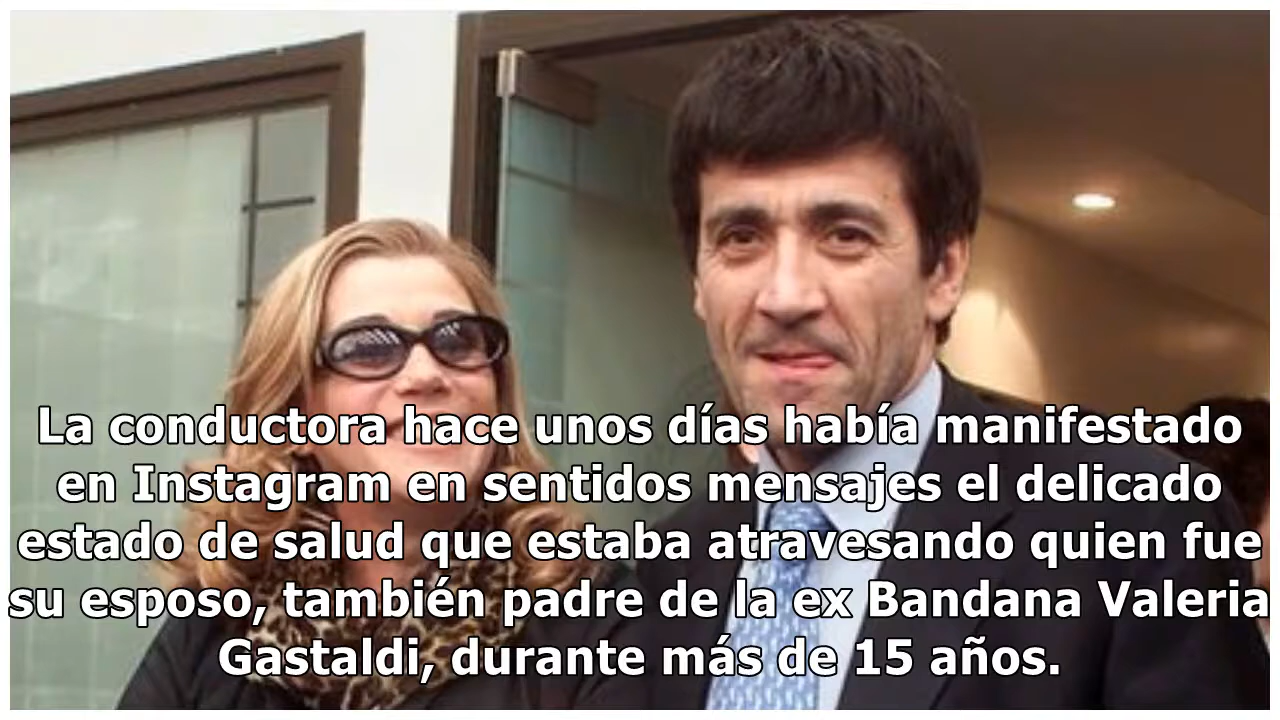 La conductora hace unos días había manifestado
en Instagram en sentidos mensajes el delicado
estado de salud que estaba atravesando quien fue
su esposo, también padre de la ex Bandana Valeria
Gastaldi, durante más de 15 años.